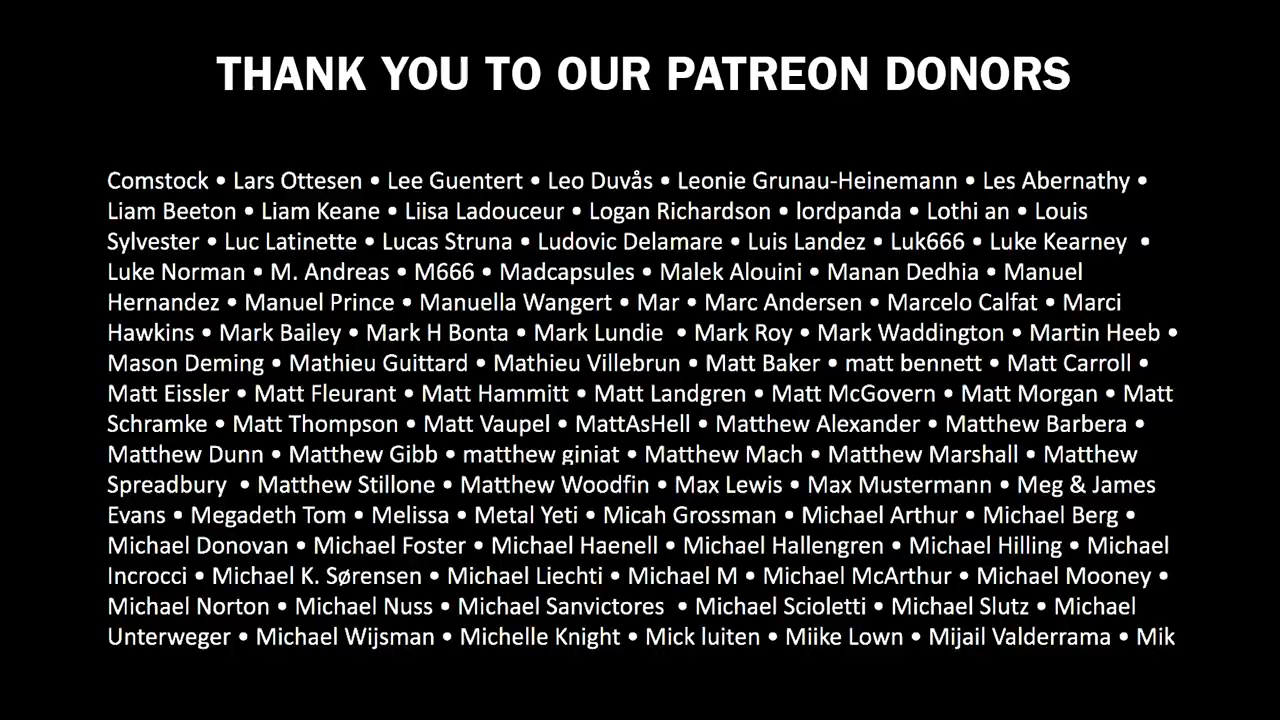 THANK YOU TO OUR PATREON DONORS
Comstock • Lars Ottesen • Lee Guentert • Leo Duvås • Leonie Grunau-Heinemann • Les Abernathy •
Liam Beeton • Liam Keane • Liisa Ladouceur • Logan Richardson • lordpanda • Lothi an • Louis
Sylvester • Luc Latinette • Lucas Struna • Ludovic Delamare • Luis Landez • Luk666 • Luke Kearney •
Luke Norman • M. Andreas • M666 • Madcapsules • Malek Alouini • Manan Dedhia • Manuel
Hernandez • Manuel Prince • Manuella Wangert • Mar • Marc Andersen • Marcelo Calfat • Marci
Hawkins • Mark Bailey • Mark H Bonta • Mark Lundie • Mark Roy • Mark Waddington • Martin Heeb •
Mason Deming • Mathieu Guittard • Mathieu Villebrun • Matt Baker • matt bennett • Matt Carroll •
Matt Eissler • Matt Fleurant • Matt Hammitt • Matt Landgren • Matt McGovern • Matt Morgan • Matt
Schramke • Matt Thompson • Matt Vaupel • MattAsHell • Matthew Alexander • Matthew Barbera •
Matthew Dunn • Matthew Gibb • matthew giniat • Matthew Mach • Matthew Marshall • Matthew
Spreadbury • Matthew Stillone • Matthew Woodfin • Max Lewis • Max Mustermann • Meg & James
Evans • Megadeth Tom • Melissa • Metal Yeti • Micah Grossman • Michael Arthur • Michael Berg •
Michael Donovan • Michael Foster • Michael Haenell • Michael Hallengren • Michael Hilling • Michael
Incrocci • Michael K. Sørensen • Michael Liechti • Michael M • Michael McArthur • Michael Mooney •
Michael Norton • Michael Nuss • Michael Sanvictores • Michael Scioletti • Michael Slutz • Michael
Unterweger • Michael Wijsman • Michelle Knight • Mick luiten • Miike Lown • Mijail Valderrama • Mik